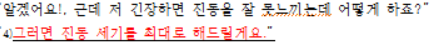 “알겠어요!, 근데 저 긴장하면 진동을 잘 못느끼는데 어떻게 하죠?”
“4)그러면 진동 세기를 최대로 해드릴게요.”